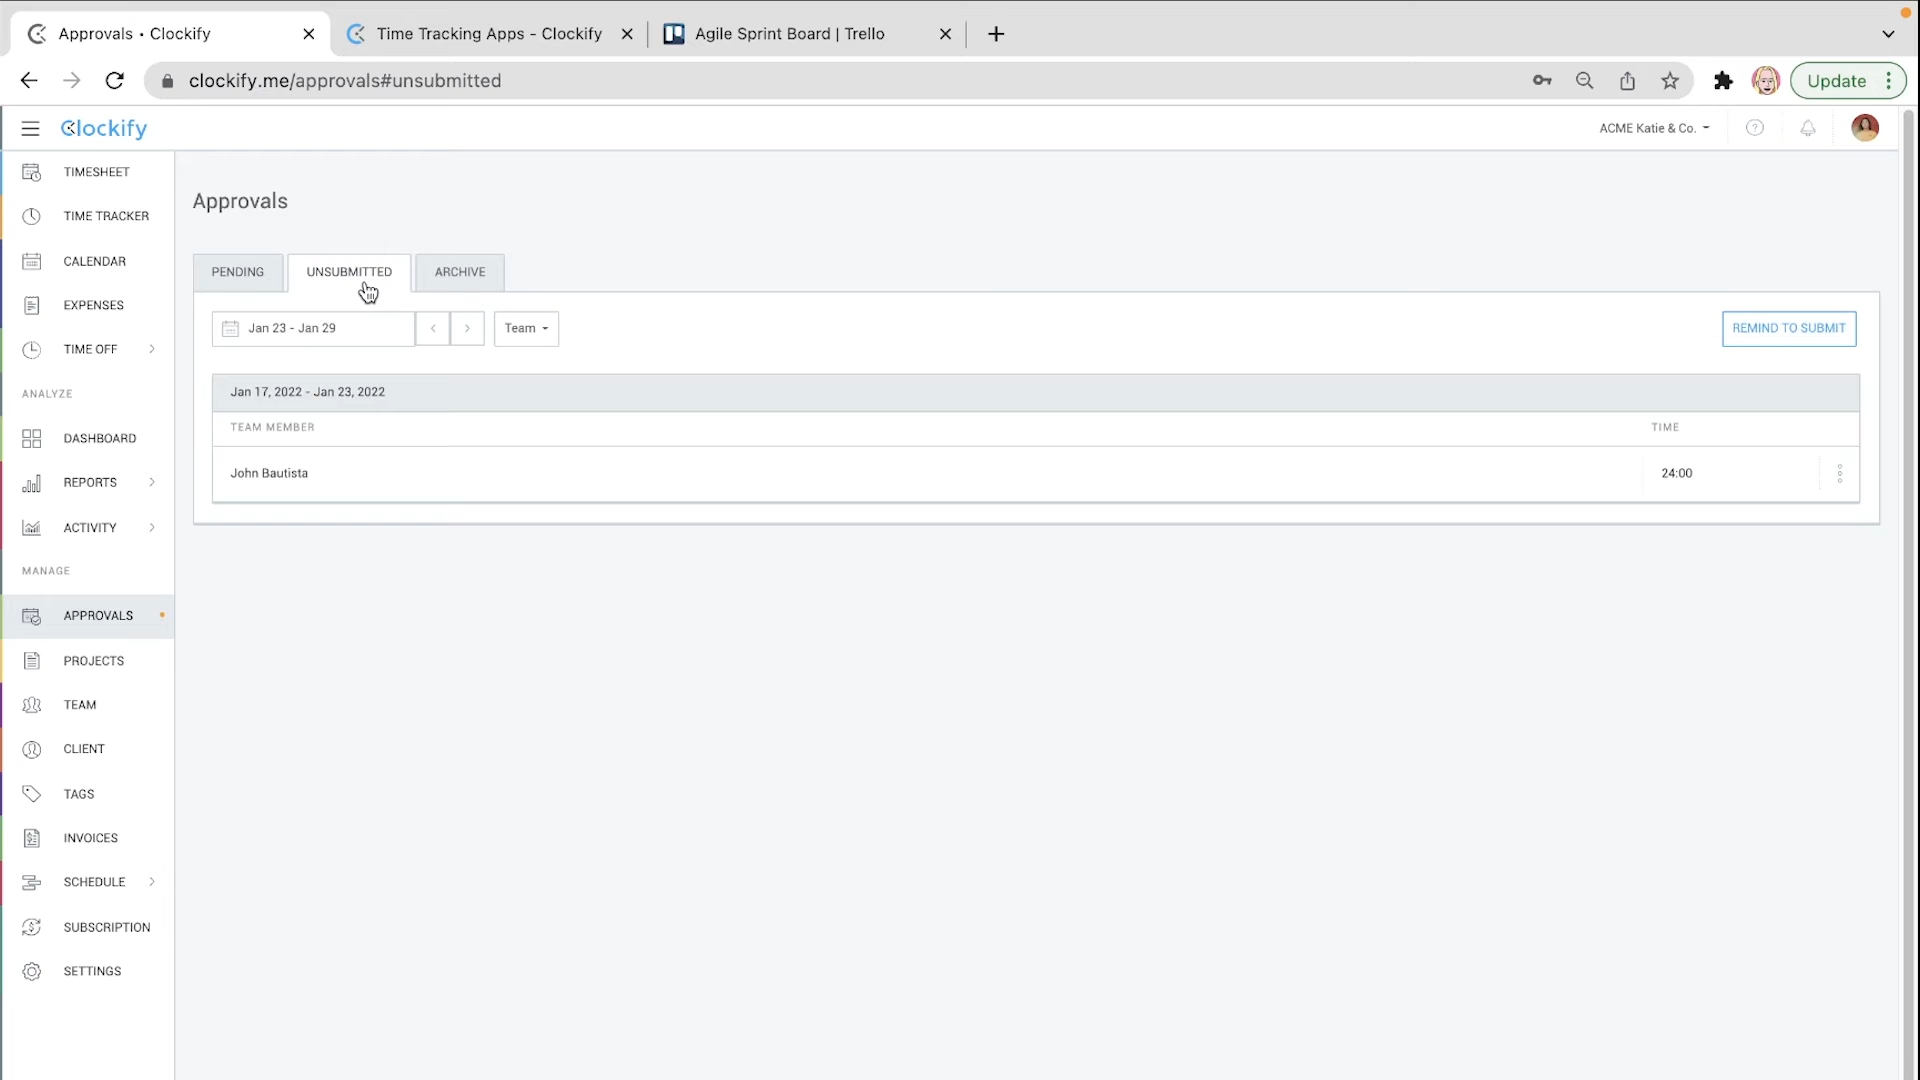 Approvals • Clockify
Time Tracking Apps - Clockify
Agile Sprint Board | Trello
clockify.me/approvals#unsubmitted
Update
Clockify
ACME Katie & Co.
TIMESHEET
TIME TRACKER
CALENDAR
EXPENSES
TIME OFF
ANALYZE
DASHBOARD
REPORTS
ACTIVITY
MANAGE
APPROVALS
PROJECTS
TEAM
CLIENT
TAGS
INVOICES
SCHEDULE
SUBSCRIPTION
SETTINGS
Approvals
PENDING UNSUBMITTED ARCHIVE
Jan 23 - Jan 29 Team REMIND TO SUBMIT
Jan 17, 2022 - Jan 23, 2022
TEAM MEMBER TIME
John Bautista 24:00